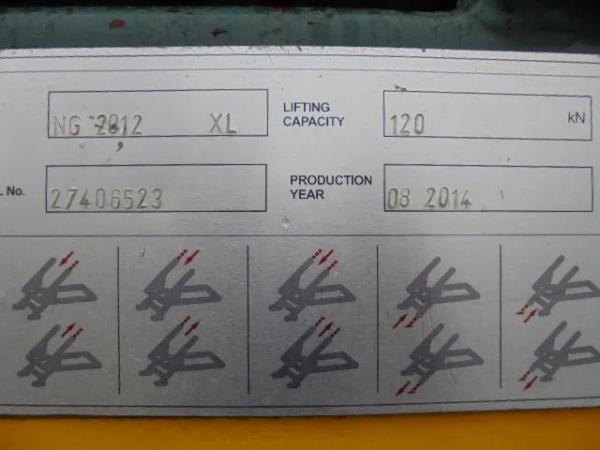 NG 2812 XL
LIFTING
CAPACITY
120 kN
L No.
27406523
PRODUCTION
YEAR
08 2014